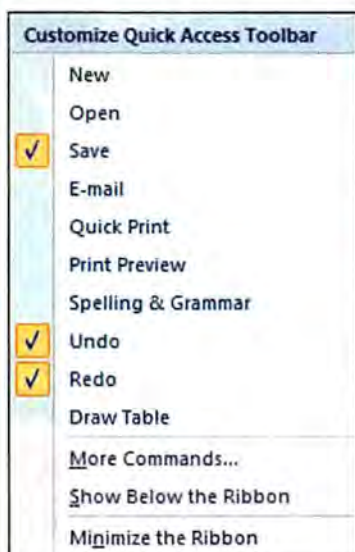 Customize Quick Access Toolbar
New
Open
Save
E-mail
Quick Print
Print Preview
Spelling & Grammar
Undo
Redo
Draw Table
More Commands...
Show Below the Ribbon
Minimize the Ribbon